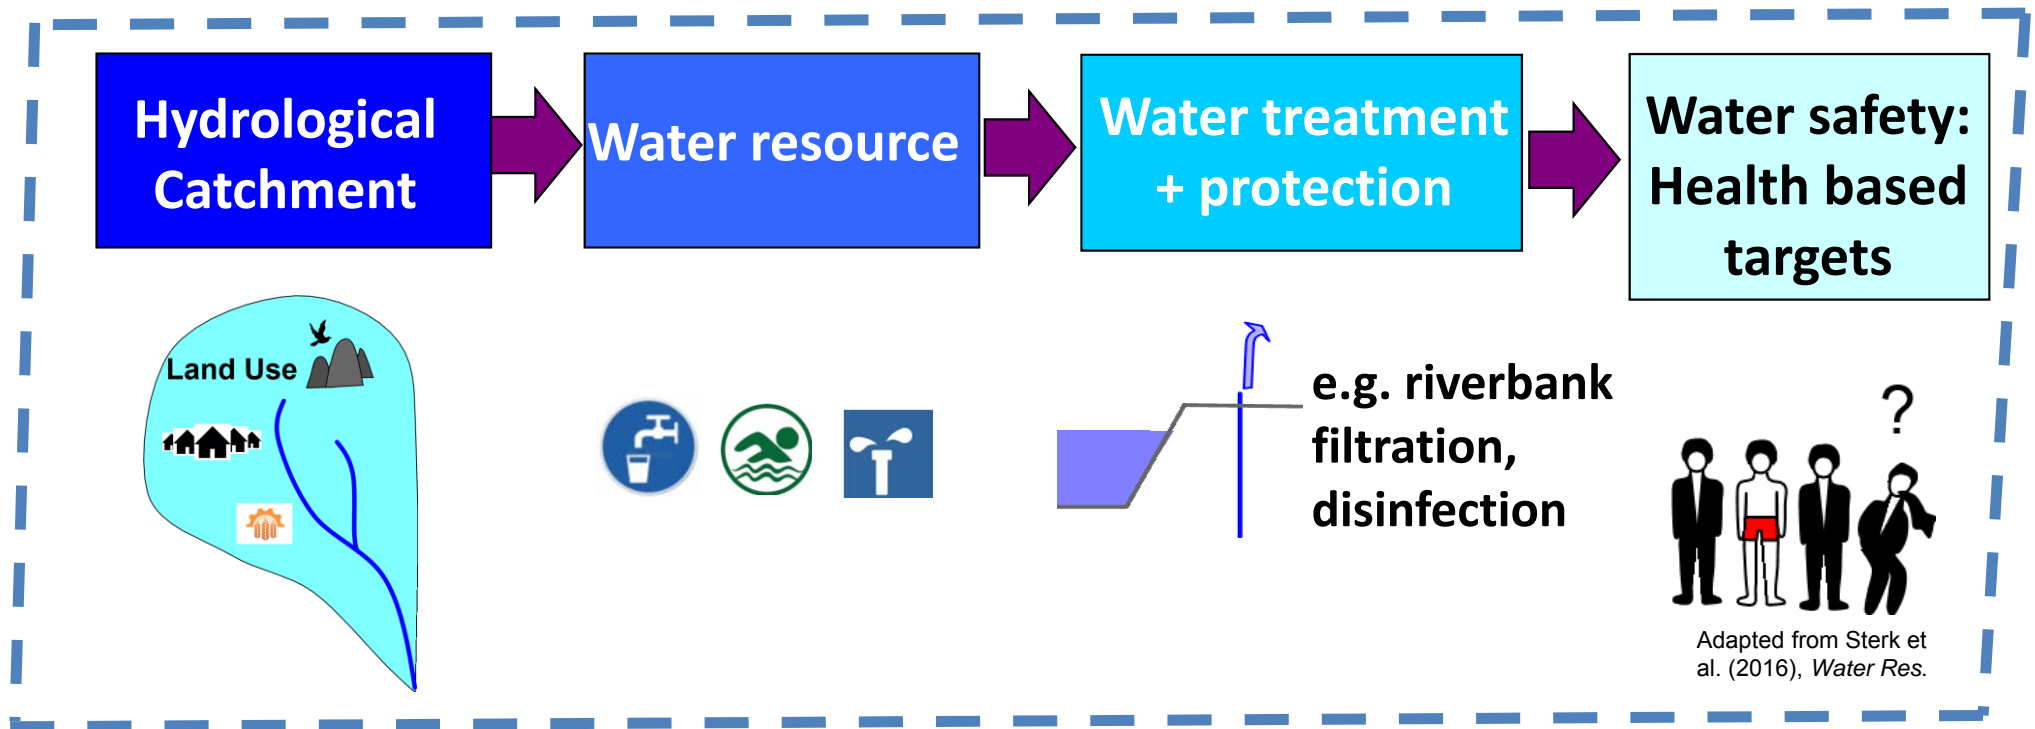 Hydrological
Catchment
Water resource
Water treatment
+ protection
Water safety:
Health based
targets
Land Use
e.g. riverbank
filtration,
disinfection
?
Adapted from Sterk et
al. (2016), Water Res.